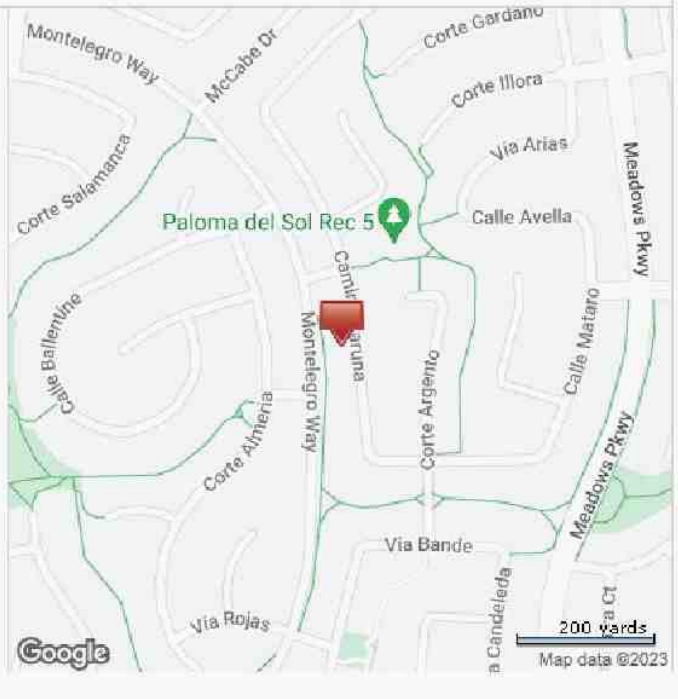 Corte Gardano
Montelegro Way
McCabe Dr
Corte Illora
Via Arias
Meadows Pkwy
Corte Salamanca
Paloma del Sol Rec 5
Calle Avella
Calle Ballentine
Montelegro Way
Calle Mataro
Corte Argento
Corte Almeria
Meadows Pkwy
Via Bande
Via Rojas
Candeleda
Ct
200 yards
Google
Map data ©2023